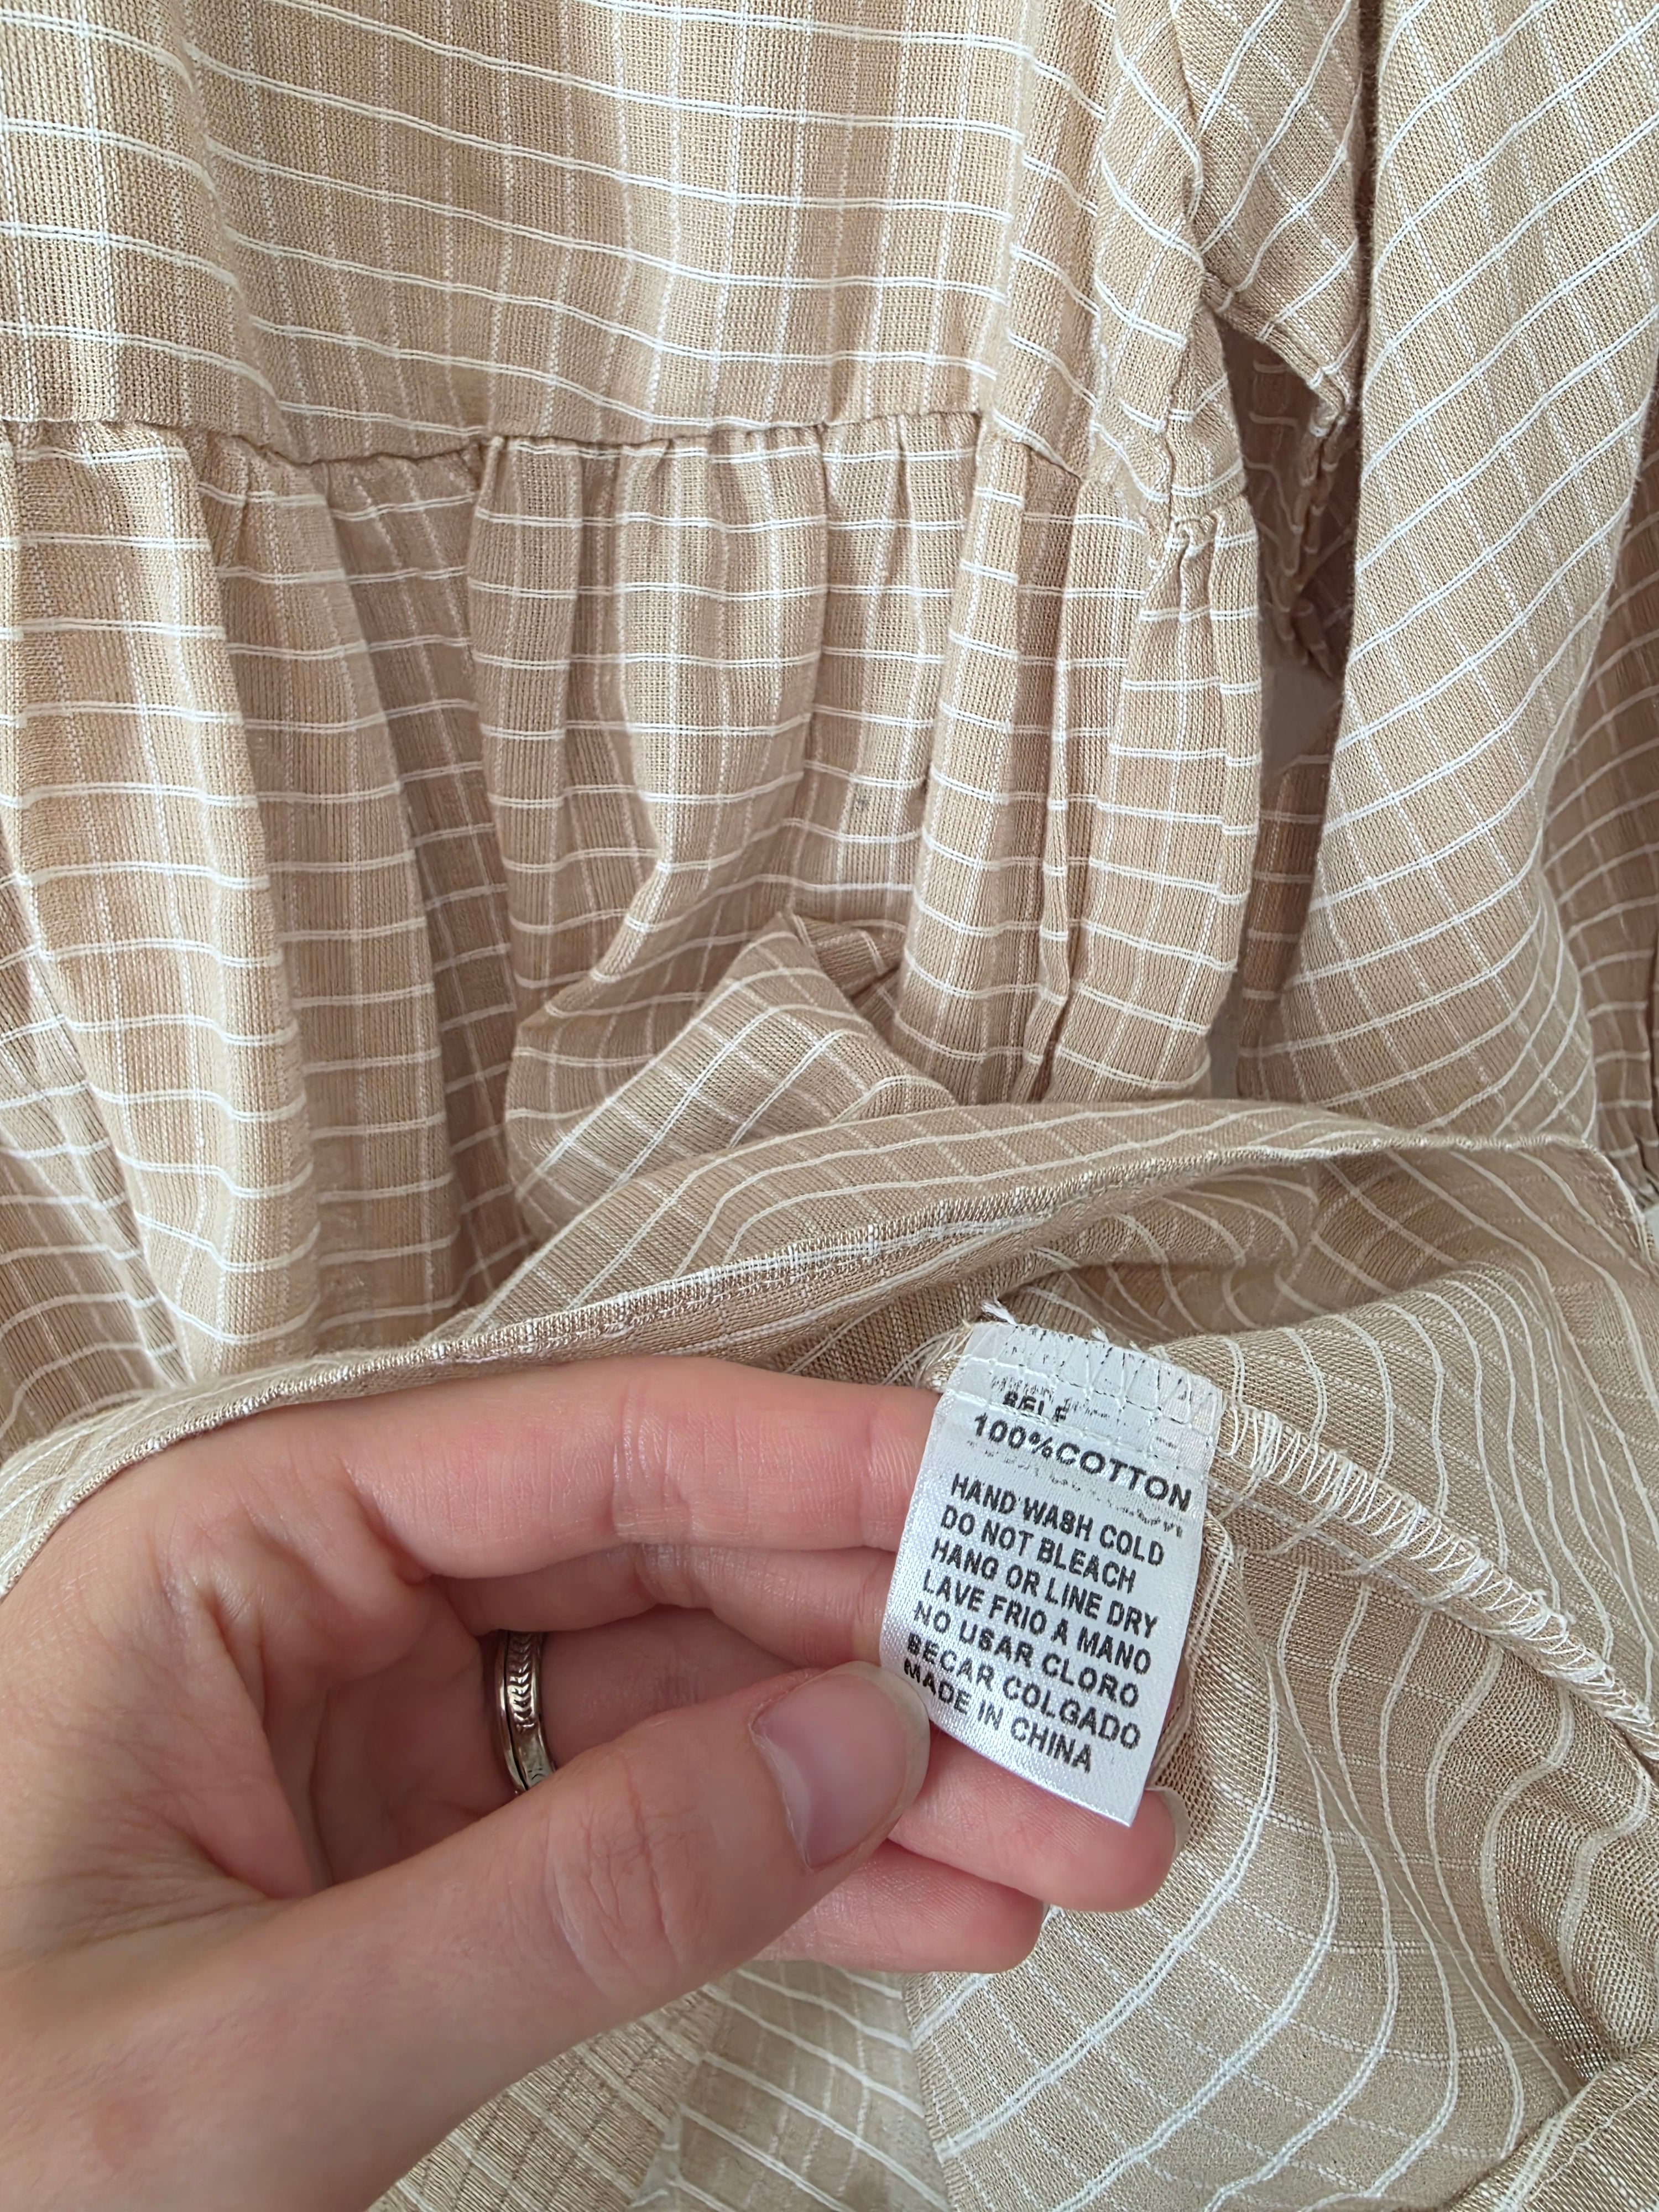 SELF
100%COTTON
HAND WASH COLD
DO NOT BLEACH
HANG OR LINE DRY
LAVE FRIO A MANO
NO USAR CLORO
SECAR COLGADO
MADE IN CHINA